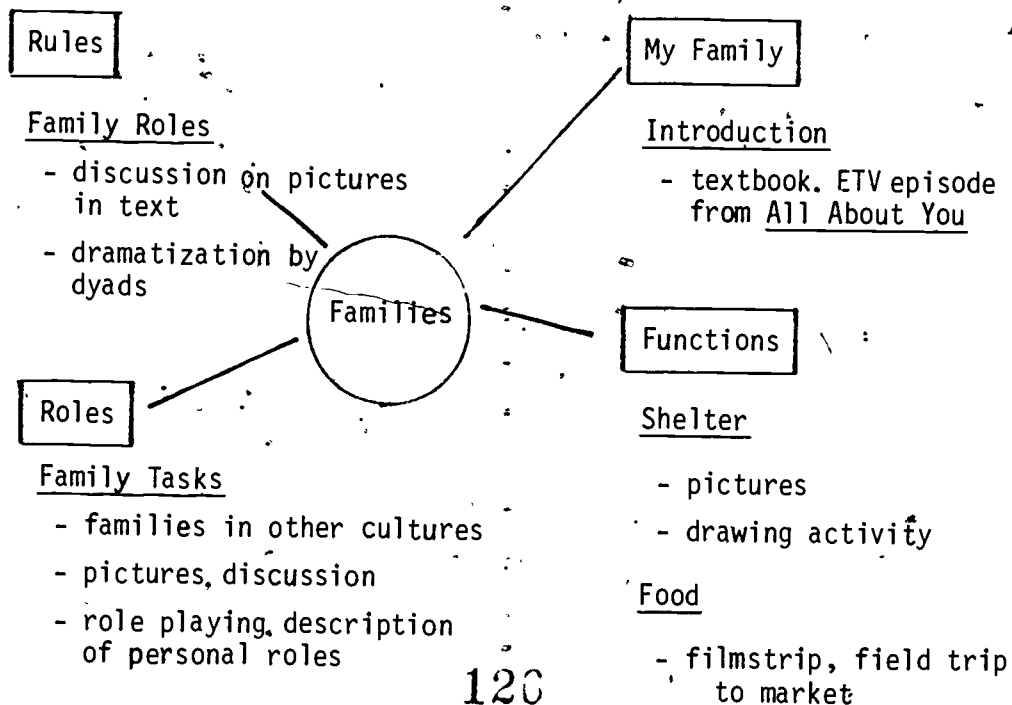 Rules
Family Roles
- discussion on pictures
in text
- dramatization by
dyads
Families
Roles
Family Tasks
- families in other cultures
- pictures, discussion
- role playing, description
of personal roles
My Family
Introduction
- textbook. ETV episode
from All About You
Functions
Shelter
- pictures
- drawing activity
Food
- filmstrip, field trip
to market